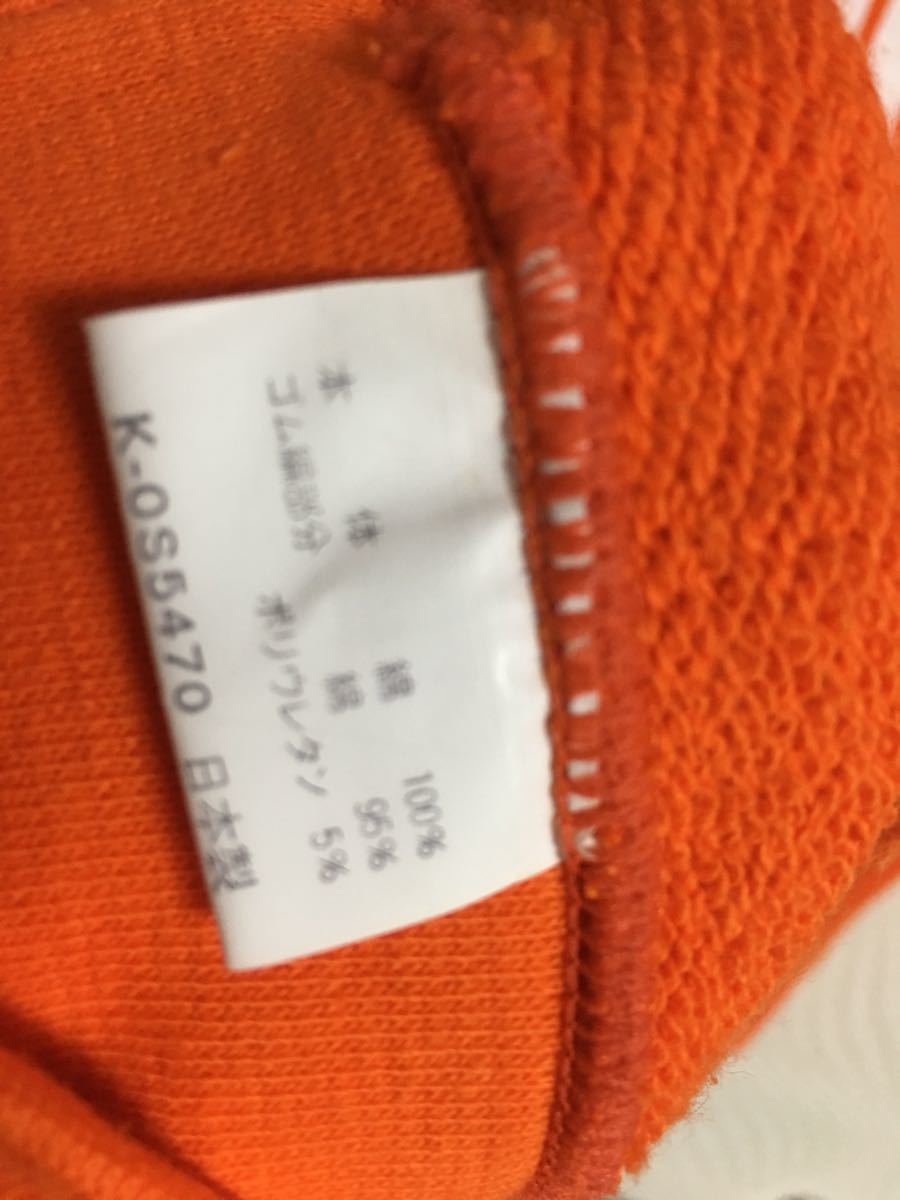 本 体 綿 100%
ゴム編部分 綿 95%
ポリウレタン 5%
K-OS5470 日本製